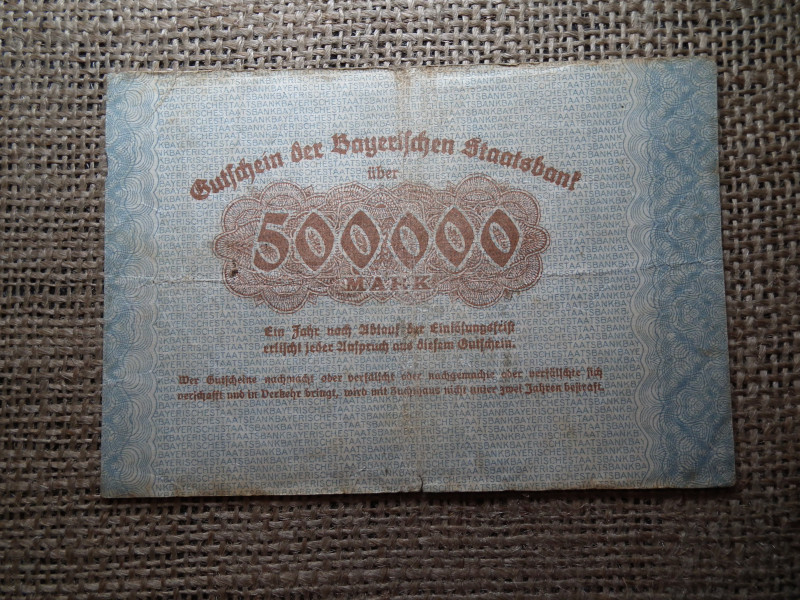 Gutschein der Bayerischen Staatsbank
über
500000
MARK
Ein Jahr nach Ablauf der Einlösungsfrist
erlischt jeder Anspruch aus diesem Gutschein.
Wer Gutscheine nachmacht oder verfälscht oder nachgemachte oder verfälschte sich
verschafft und in Verkehr bringt, wird mit Zuchthaus nicht unter zwei Jahren bestraft.